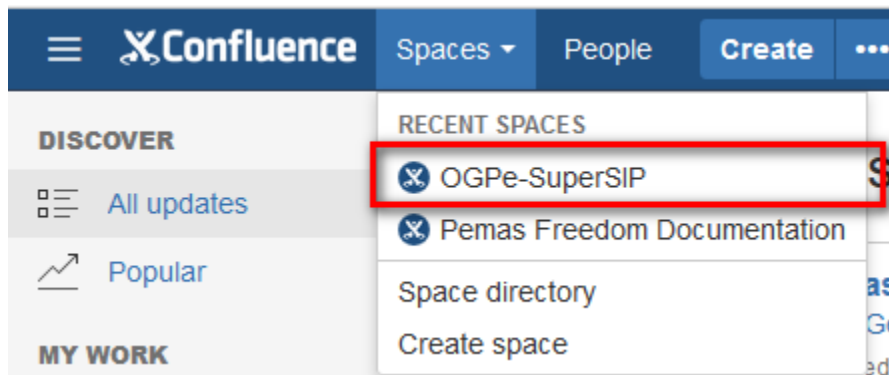 Confluence Spaces People Create
DISCOVER
All updates
Popular
MY WORK
RECENT SPACES
OGPe-SuperSIP
Pemas Freedom Documentation
Space directory
Create space